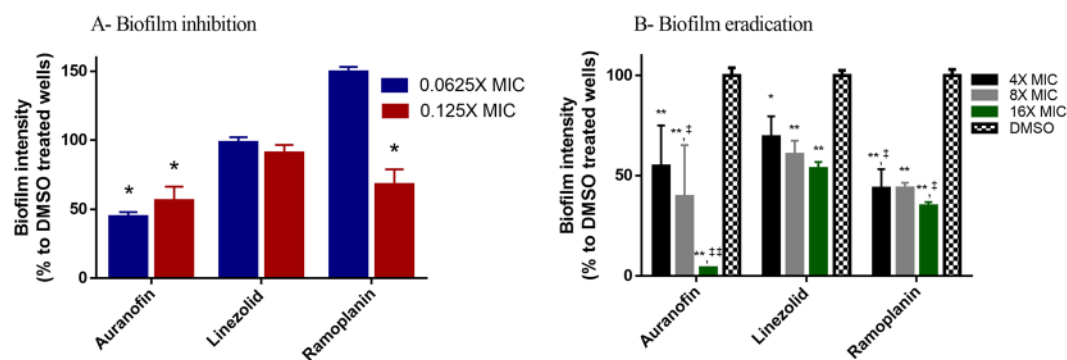 A- Biofilm inhibition
Biofilm intensity
(% to DMSO treated wells)
150
100
50
0
*
*
*
0.0625X MIC
0.125X MIC
Auranofin
Linezolid
Ramoplanin
B- Biofilm eradication
Biofilm intensity
(% to DMSO treated wells)
100
50
0
**
**,‡
**,‡‡
*
**
**
**,‡
**
**,‡
4X MIC
8X MIC
16X MIC
DMSO
Auranofin
Linezolid
Ramoplanin